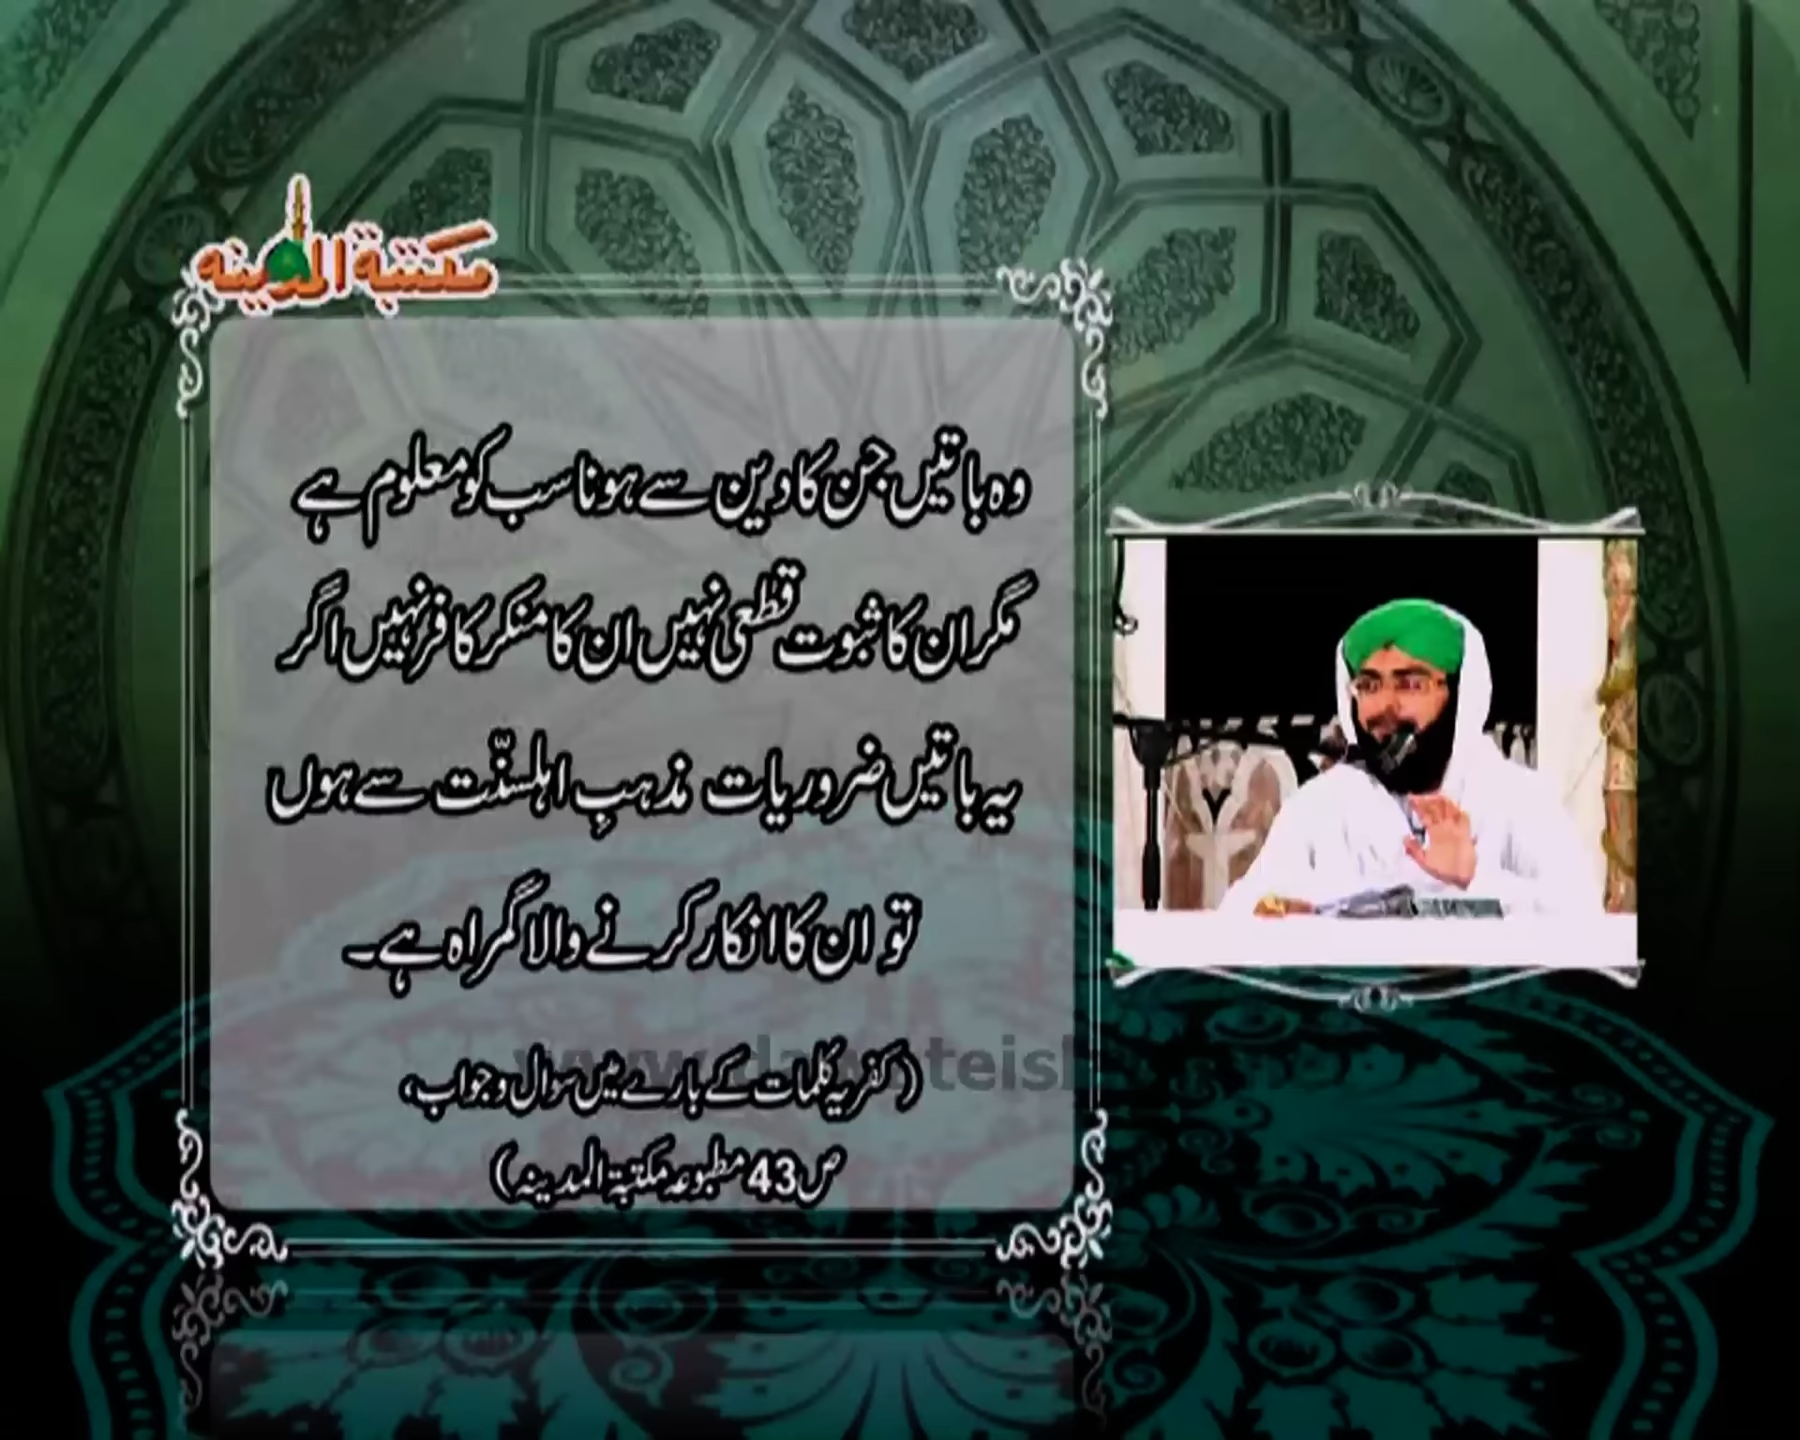 مکتبۃ المدینہ
وہ باتیں جن کا دین سے ہونا سب کو معلوم ہے
مگر ان کا ثبوت قطعی نہیں ان کا منکر کافر نہیں اگر
یہ باتیں ضروریات مذہبِ اہلسنّت سے ہوں
تو ان کا انکار کرنے والا گمراہ ہے۔
(کفریہ کلمات کے بارے میں سوال و جواب،
ص43 مطبوعہ مکتبۃ المدینہ)